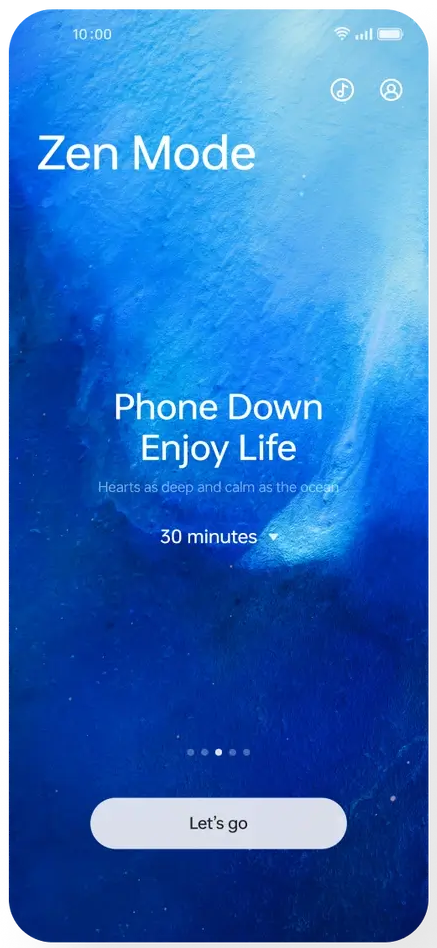 10:00
Zen Mode
Phone Down
Enjoy Life
Hearts as deep and calm as the ocean
30 minutes
Let's go